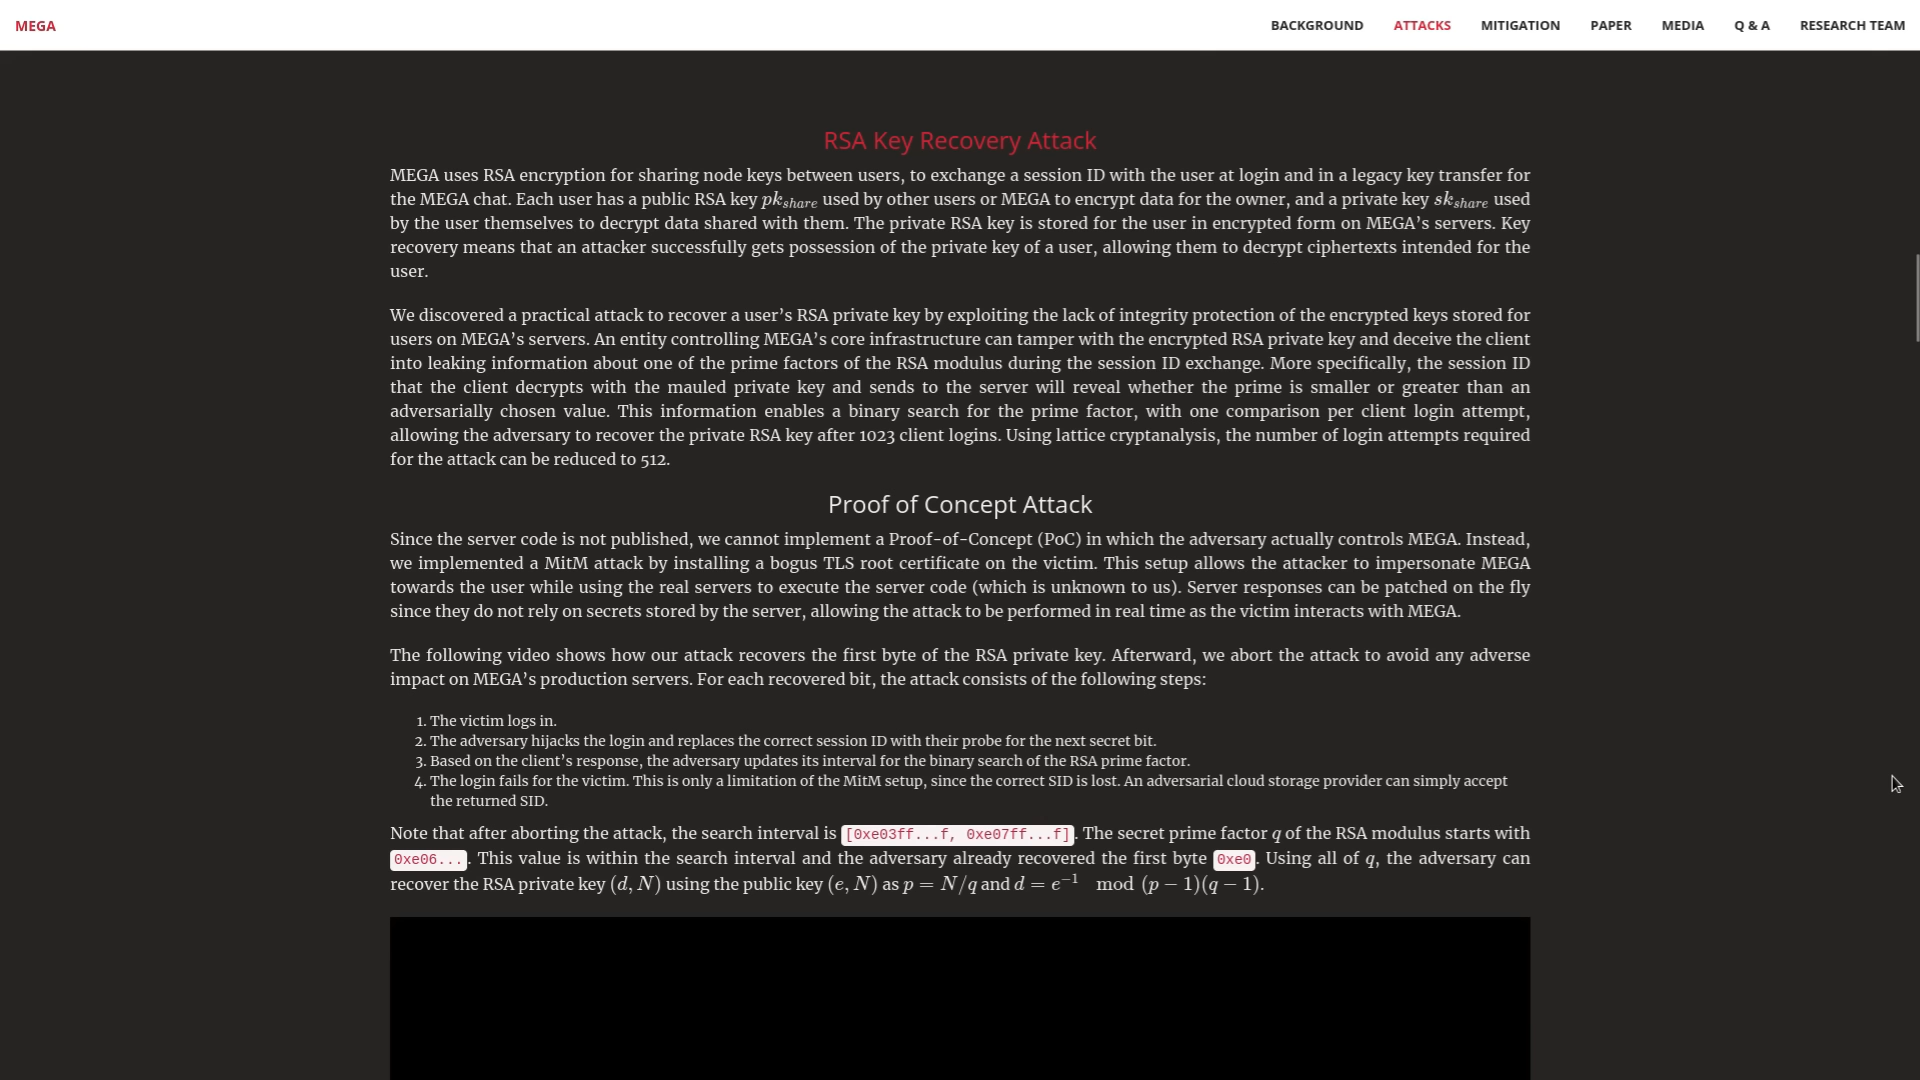 MEGA
BACKGROUND ATTACKS MITIGATION PAPER MEDIA Q & A RESEARCH TEAM
RSA Key Recovery Attack
MEGA uses RSA encryption for sharing node keys between users, to exchange a session ID with the user at login and in a legacy key transfer for
the MEGA chat. Each user has a public RSA key pk_share used by other users or MEGA to encrypt data for the owner, and a private key sk_share used
by the user themselves to decrypt data shared with them. The private RSA key is stored for the user in encrypted form on MEGA’s servers. Key
recovery means that an attacker successfully gets possession of the private key of a user, allowing them to decrypt ciphertexts intended for the
user.
We discovered a practical attack to recover a user’s RSA private key by exploiting the lack of integrity protection of the encrypted keys stored for
users on MEGA’s servers. An entity controlling MEGA’s core infrastructure can tamper with the encrypted RSA private key and deceive the client
into leaking information about one of the prime factors of the RSA modulus during the session ID exchange. More specifically, the session ID
that the client decrypts with the mauled private key and sends to the server will reveal whether the prime is smaller or greater than an
adversarially chosen value. This information enables a binary search for the prime factor, with one comparison per client login attempt,
allowing the adversary to recover the private RSA key after 1023 client logins. Using lattice cryptanalysis, the number of login attempts required
for the attack can be reduced to 512.
Proof of Concept Attack
Since the server code is not published, we cannot implement a Proof-of-Concept (PoC) in which the adversary actually controls MEGA. Instead,
we implemented a MitM attack by installing a bogus TLS root certificate on the victim. This setup allows the attacker to impersonate MEGA
towards the user while using the real servers to execute the server code (which is unknown to us). Server responses can be patched on the fly
since they do not rely on secrets stored by the server, allowing the attack to be performed in real time as the victim interacts with MEGA.
The following video shows how our attack recovers the first byte of the RSA private key. Afterward, we abort the attack to avoid any adverse
impact on MEGA’s production servers. For each recovered bit, the attack consists of the following steps:
1. The victim logs in.
2. The adversary hijacks the login and replaces the correct session ID with their probe for the next secret bit.
3. Based on the client’s response, the adversary updates its interval for the binary search of the RSA prime factor.
4. The login fails for the victim. This is only a limitation of the MitM setup, since the correct SID is lost. An adversarial cloud storage provider can simply accept
the returned SID.
Note that after aborting the attack, the search interval is [0xe03ff...f, 0xe07ff...f]. The secret prime factor q of the RSA modulus starts with
0xe06.... This value is within the search interval and the adversary already recovered the first byte 0xe0. Using all of q, the adversary can
recover the RSA private key (d, N) using the public key (e, N) as p = N/q and d = e⁻¹ mod (p − 1)(q − 1).